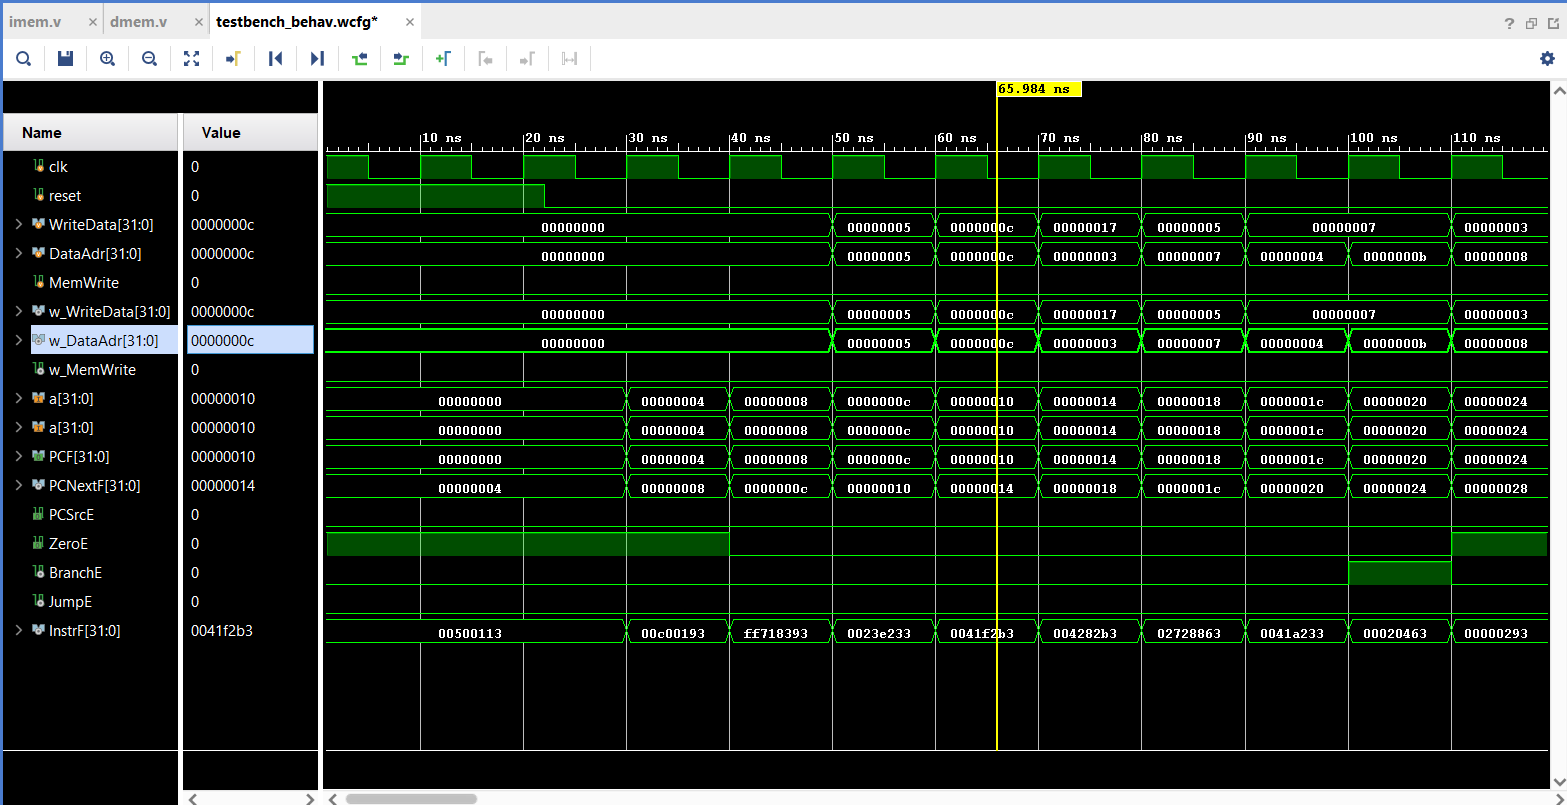 imem.v × dmem.v × testbench_behav.wcfg* × ?
65.984 ns
Name Value
10 ns 20 ns 30 ns 40 ns 50 ns 60 ns 70 ns 80 ns 90 ns 100 ns 110 ns
clk 0
reset 0
WriteData[31:0] 0000000c 00000000 00000005 0000000c 00000017 00000005 00000007 00000003
DataAdr[31:0] 0000000c 00000000 00000005 0000000c 00000003 00000007 00000004 0000000b 00000008
MemWrite 0
w_WriteData[31:0] 0000000c 00000000 00000005 0000000c 00000017 00000005 00000007 00000003
w_DataAdr[31:0] 0000000c 00000000 00000005 0000000c 00000003 00000007 00000004 0000000b 00000008
w_MemWrite 0
a[31:0] 00000010 00000000 00000004 00000008 0000000c 00000010 00000014 00000018 0000001c 00000020 00000024
a[31:0] 00000010 00000000 00000004 00000008 0000000c 00000010 00000014 00000018 0000001c 00000020 00000024
PCF[31:0] 00000010 00000000 00000004 00000008 0000000c 00000010 00000014 00000018 0000001c 00000020 00000024
PCNextF[31:0] 00000014 00000004 00000008 0000000c 00000010 00000014 00000018 0000001c 00000020 00000024 00000028
PCSrcE 0
ZeroE 0
BranchE 0
JumpE 0
InstrF[31:0] 0041f2b3 00500113 00c00193 ff718393 0023e233 0041f2b3 004282b3 02728863 0041a233 00020463 00000293